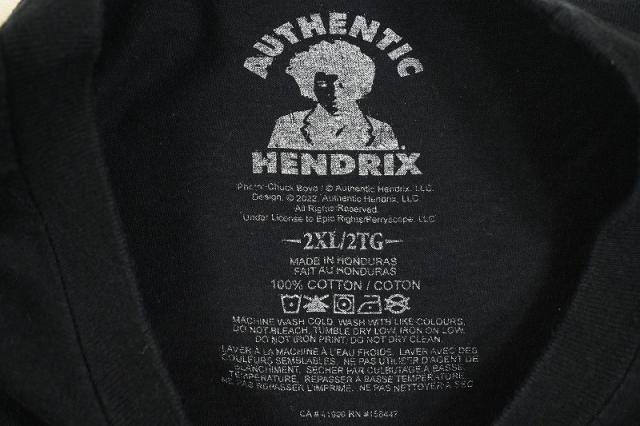 AUTHENTIC
HENDRIX
Photo: Chuck Boyd / © Authentic Hendrix, LLC.
Design, © 2022, Authentic Hendrix, LLC.
All Rights Reserved.
Under License to Epic Rights/Perryscope, LLC
2XL/2TG
MADE IN HONDURAS
FAIT AU HONDURAS
100% COTTON / COTON
MACHINE WASH COLD, WASH WITH LIKE COLOURS,
DO NOT BLEACH, TUMBLE DRY LOW, IRON ON LOW.
DO NOT (IRON PRINT) DO NOT DRY CLEAN.
LAVER À LA MACHINE À L'EAU FROIDE. LAVER AVEC DES
COULEURS SEMBLABLES. NE PAS UTILISER D'AGENT DE
BLANCHIMENT. SÉCHER PAR CULBUTAGE À BASSE
TEMPÉRATURE. REPASSER À BASSE TEMPÉRATURE.
NE PAS REPASSER L'IMPRIMÉ. NE PAS NETTOYER À SEC
CA # RN #